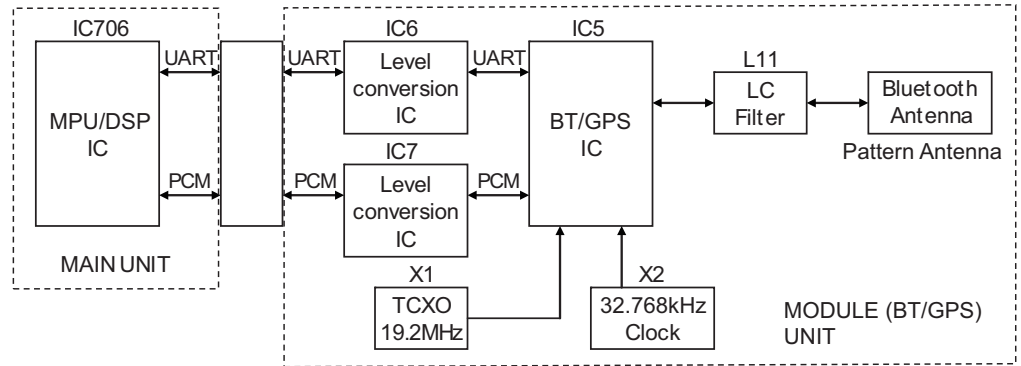 IC706
MPU/DSP
IC
MAIN UNIT
UART
PCM
UART
PCM
IC6
Level
conversion
IC
IC7
Level
conversion
IC
UART
PCM
IC5
BT/GPS
IC
X1
TCXO
19.2MHz
X2
32.768kHz
Clock
L11
LC
Filter
Bluetooth
Antenna
Pattern Antenna
MODULE (BT/GPS)
UNIT